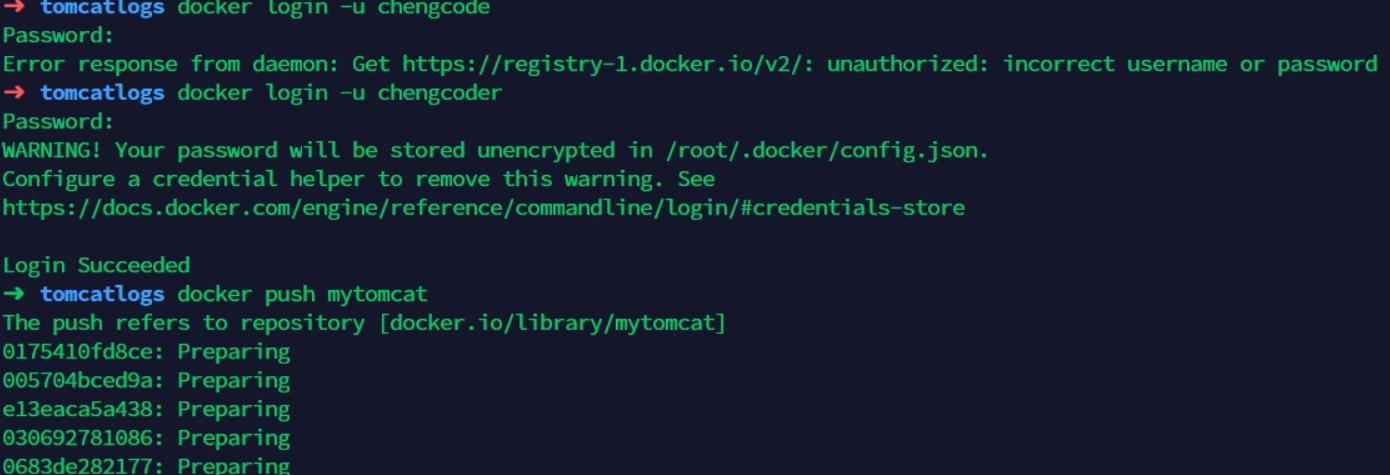 ➜ tomcatlogs docker login -u chengcode
Password:
Error response from daemon: Get https://registry-1.docker.io/v2/: unauthorized: incorrect username or password
➜ tomcatlogs docker login -u chengcoder
Password:
WARNING! Your password will be stored unencrypted in /root/.docker/config.json.
Configure a credential helper to remove this warning. See
https://docs.docker.com/engine/reference/commandline/login/#credentials-store
Login Succeeded
➜ tomcatlogs docker push mytomcat
The push refers to repository [docker.io/library/mytomcat]
0175410fd8ce: Preparing
005704bced9a: Preparing
e13eaca5a438: Preparing
030692781086: Preparing
0683de282177: Preparing